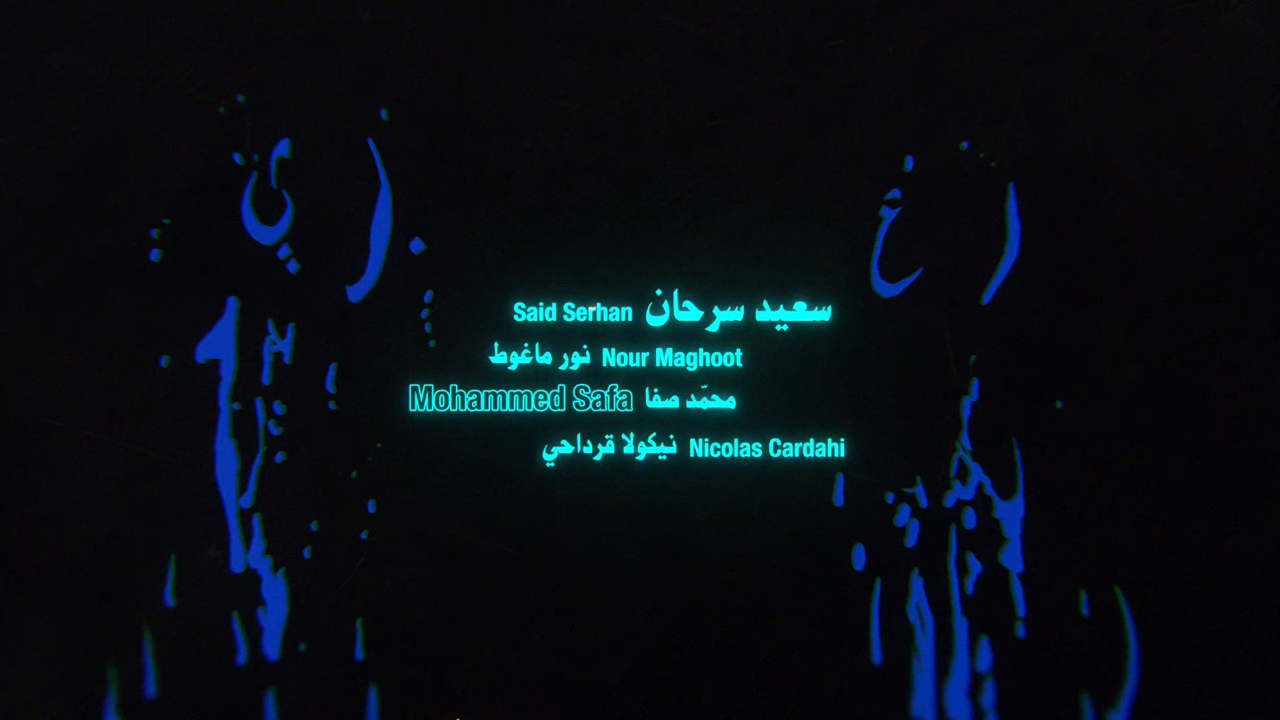 Said Serhan سعيد سرحان
نور ماغوط Nour Maghoot
Mohammed Safa محمّد صفا
نيكولا قرداحي Nicolas Cardahi